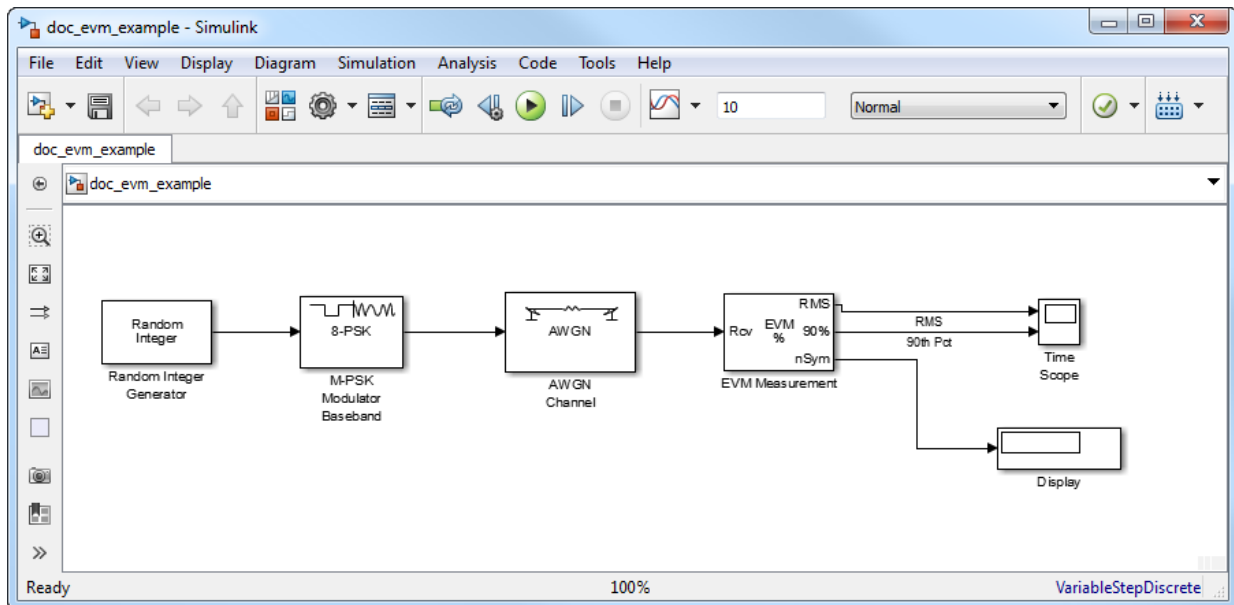 doc_evm_example - Simulink
File Edit View Display Diagram Simulation Analysis Code Tools Help
10 Normal
doc_evm_example
doc_evm_example
Random
Integer
Random Integer
Generator
8-PSK
M-PSK
Modulator
Baseband
AWGN
AWGN
Channel
Rcv
EVM
%
RMS
90%
nSym
EVM Measurement
RMS
90th Pct
Time
Scope
Display
Ready 100% VariableStepDiscrete